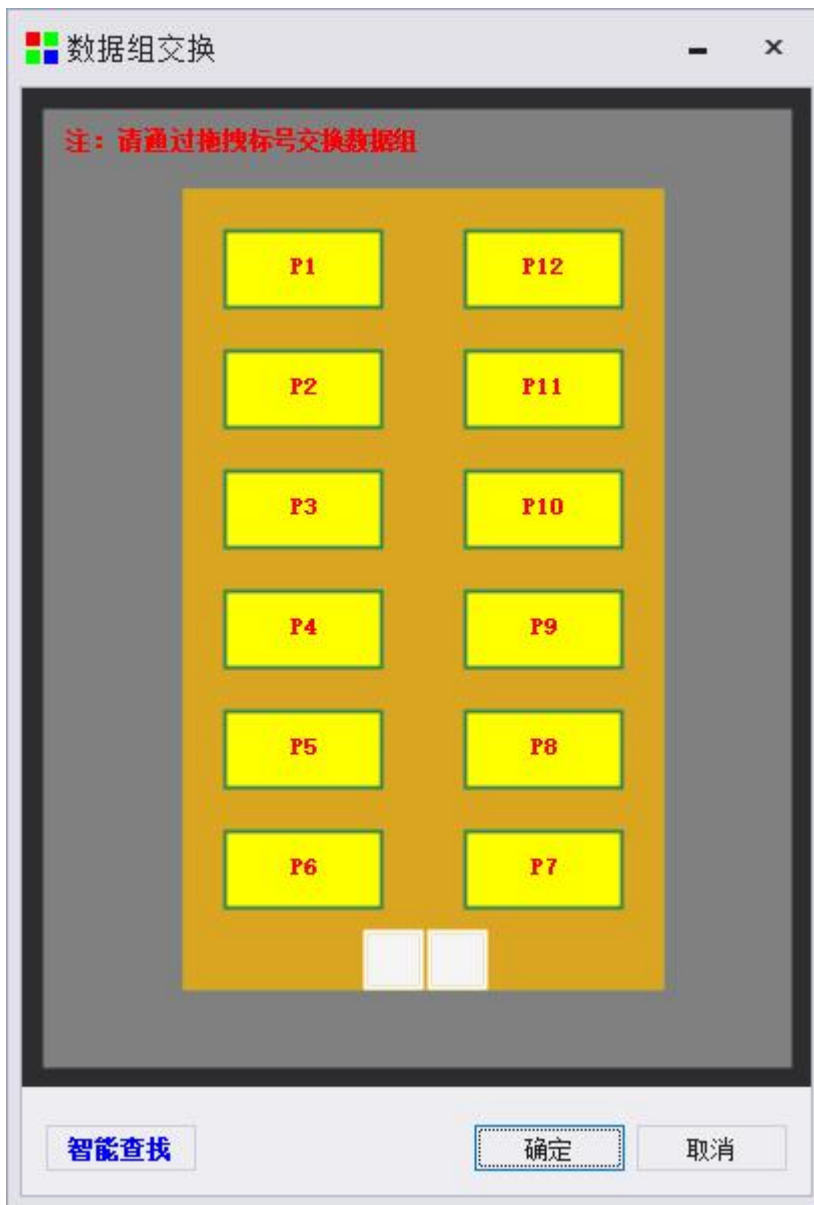 数据组交换
注：请通过拖拽标号交换数据组
P1 P12
P2 P11
P3 P10
P4 P9
P5 P8
P6 P7
智能查找 确定 取消